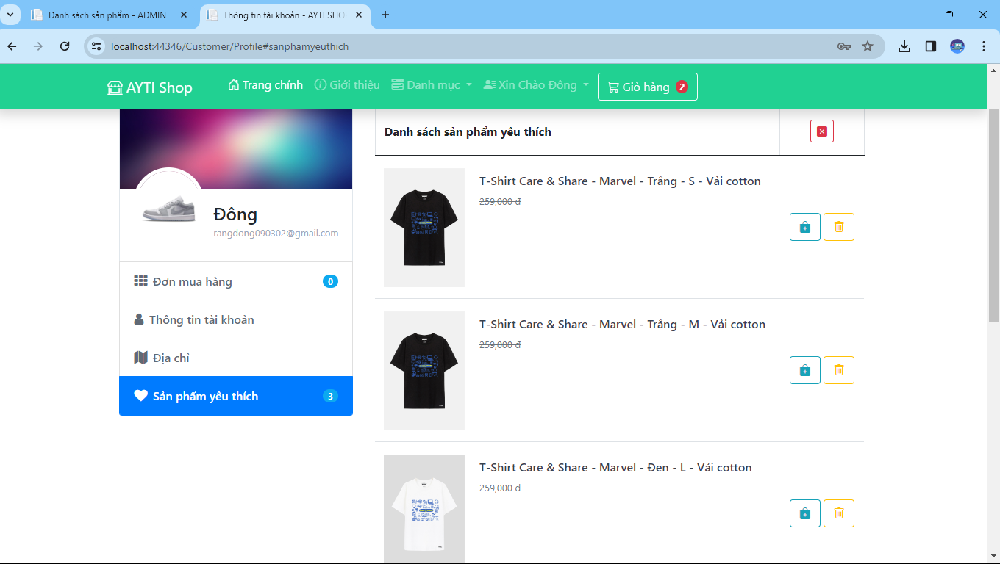 Danh sách sản phẩm - ADMIN
Thông tin tài khoản - AYTI SHO
localhost:44346/Customer/Profile#sanphamyeuthich
AYTI Shop
Trang chính
Giới thiệu
Danh mục
Xin Chào Đông
Giỏ hàng 2
Đông
rangdong090302@gmail.com
Đơn mua hàng 0
Thông tin tài khoản
Địa chỉ
Sản phẩm yêu thích 3
Danh sách sản phẩm yêu thích
T-Shirt Care & Share - Marvel - Trắng - S - Vải cotton
259,000 đ
T-Shirt Care & Share - Marvel - Trắng - M - Vải cotton
259,000 đ
T-Shirt Care & Share - Marvel - Đen - L - Vải cotton
259,000 đ